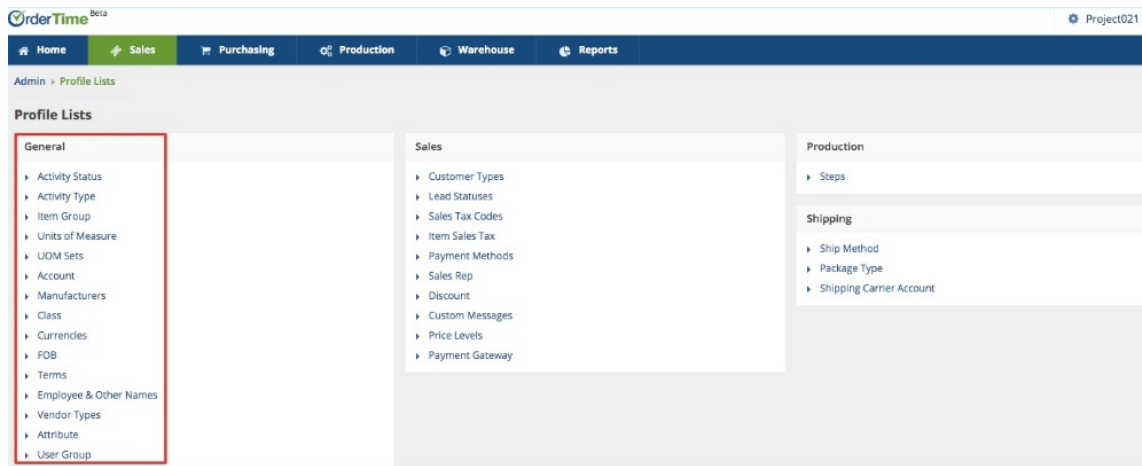 OrderTime Beta
Project021
Home Sales Purchasing Production Warehouse Reports
Admin › Profile Lists
Profile Lists
General
Activity Status
Activity Type
Item Group
Units of Measure
UOM Sets
Account
Manufacturers
Class
Currencies
FOB
Terms
Employee & Other Names
Vendor Types
Attribute
User Group
Sales
Customer Types
Lead Statuses
Sales Tax Codes
Item Sales Tax
Payment Methods
Sales Rep
Discount
Custom Messages
Price Levels
Payment Gateway
Production
Steps
Shipping
Ship Method
Package Type
Shipping Carrier Account